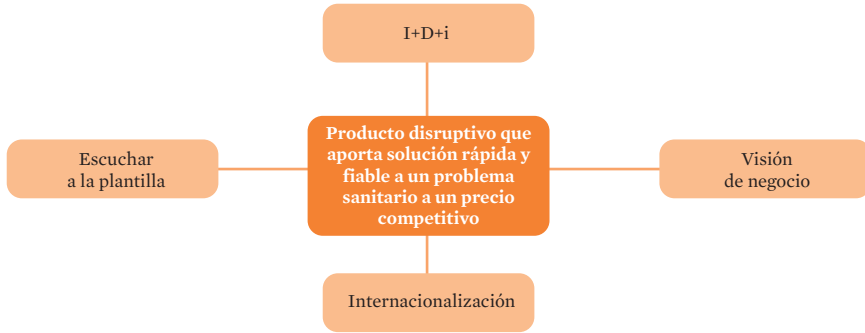 I+D+i
Producto disruptivo que
aporta solución rápida y
fiable a un problema
sanitario a un precio
competitivo
Escuchar
a la plantilla
Visión
de negocio
Internacionalización